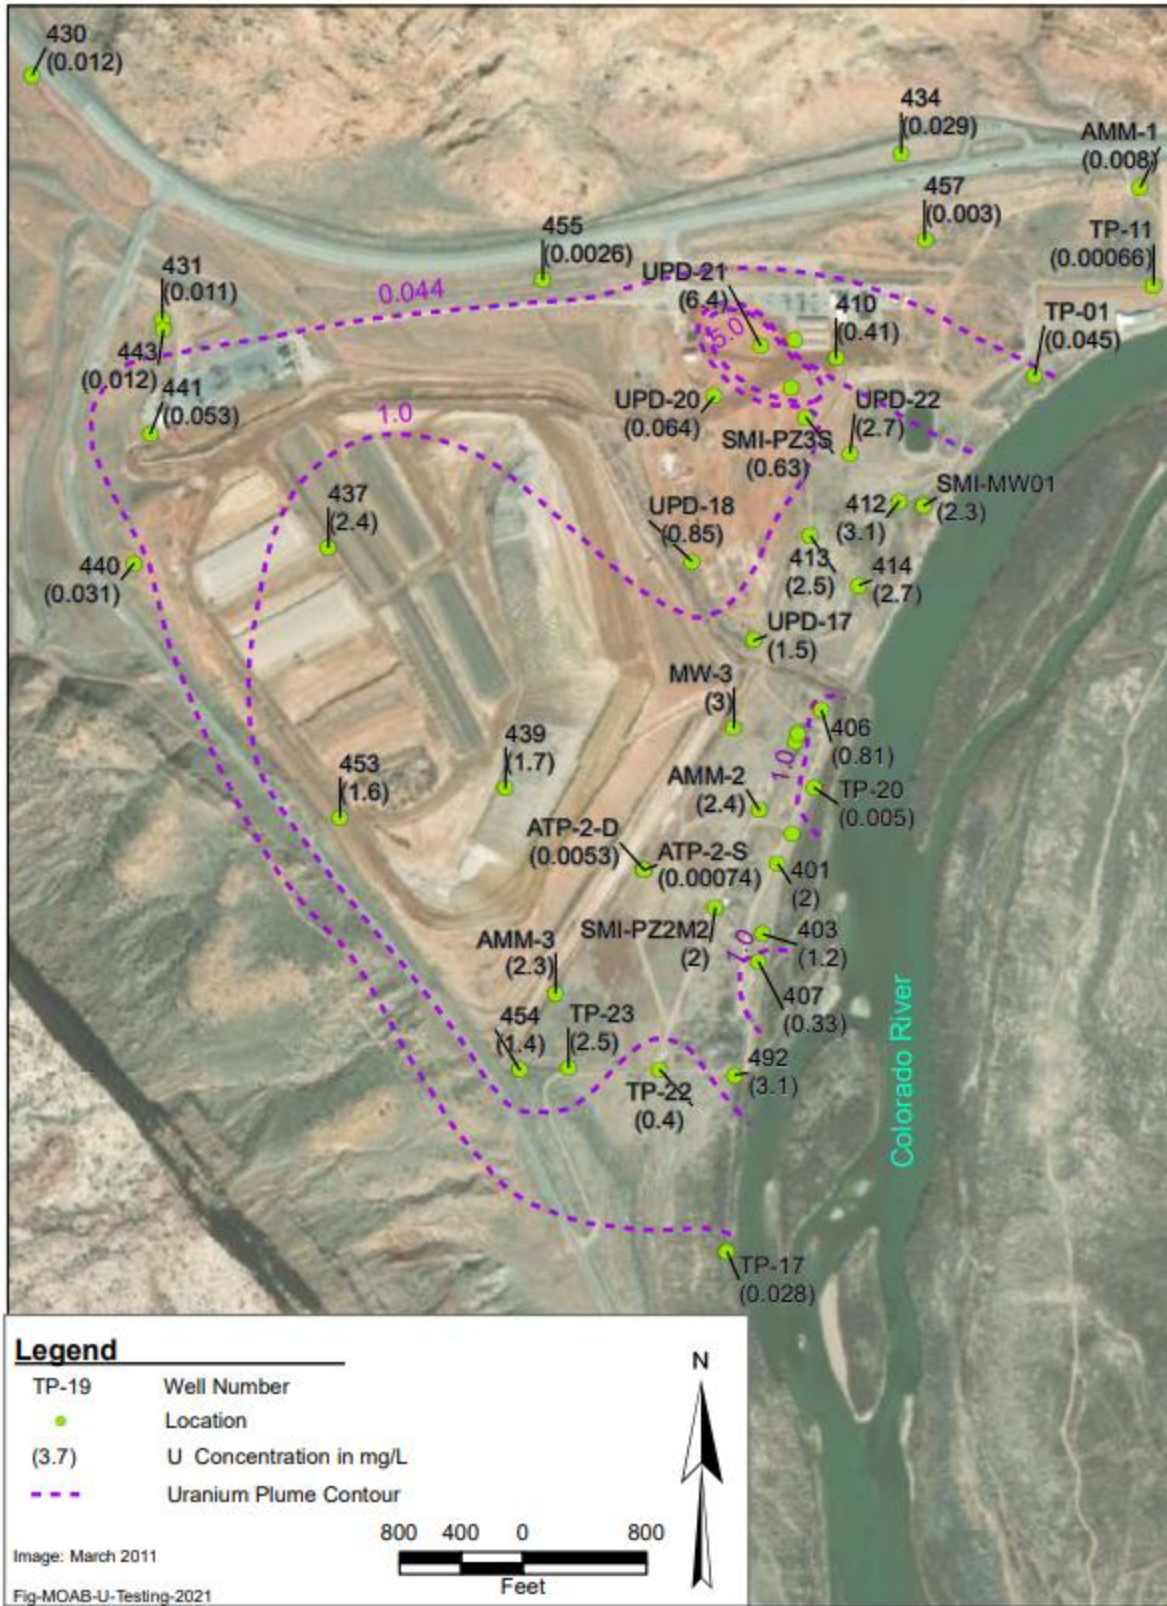 430
(0.012)
434
(0.029)
AMM-1
(0.008)
457
(0.003)
455
(0.0026)
TP-11
(0.00066)
431
(0.011)
0.044
UPD-21
(6.4)
410
(0.41)
TP-01
(0.045)
5.0
443
(0.012)
441
(0.053)
1.0
UPD-20
(0.064)
UPD-22
(2.7)
SMI-PZ3S
(0.63)
437
(2.4)
UPD-18
(0.85)
412
(3.1)
SMI-MW01
(2.3)
440
(0.031)
413
(2.5)
414
(2.7)
UPD-17
(1.5)
MW-3
(3)
406
(0.81)
439
(1.7)
453
(1.6)
1.0
AMM-2
(2.4)
TP-20
(0.005)
ATP-2-D
(0.0053)
ATP-2-S
(0.00074)
401
(2)
SMI-PZ2M2
(2)
1.0
403
(1.2)
AMM-3
(2.3)
407
(0.33)
Colorado River
454
(1.4)
TP-23
(2.5)
TP-22
(0.4)
492
(3.1)
TP-17
(0.028)
Legend
TP-19 Well Number
Location
(3.7) U Concentration in mg/L
Uranium Plume Contour
N
800 400 0 800
Feet
Image: March 2011
Fig-MOAB-U-Testing-2021